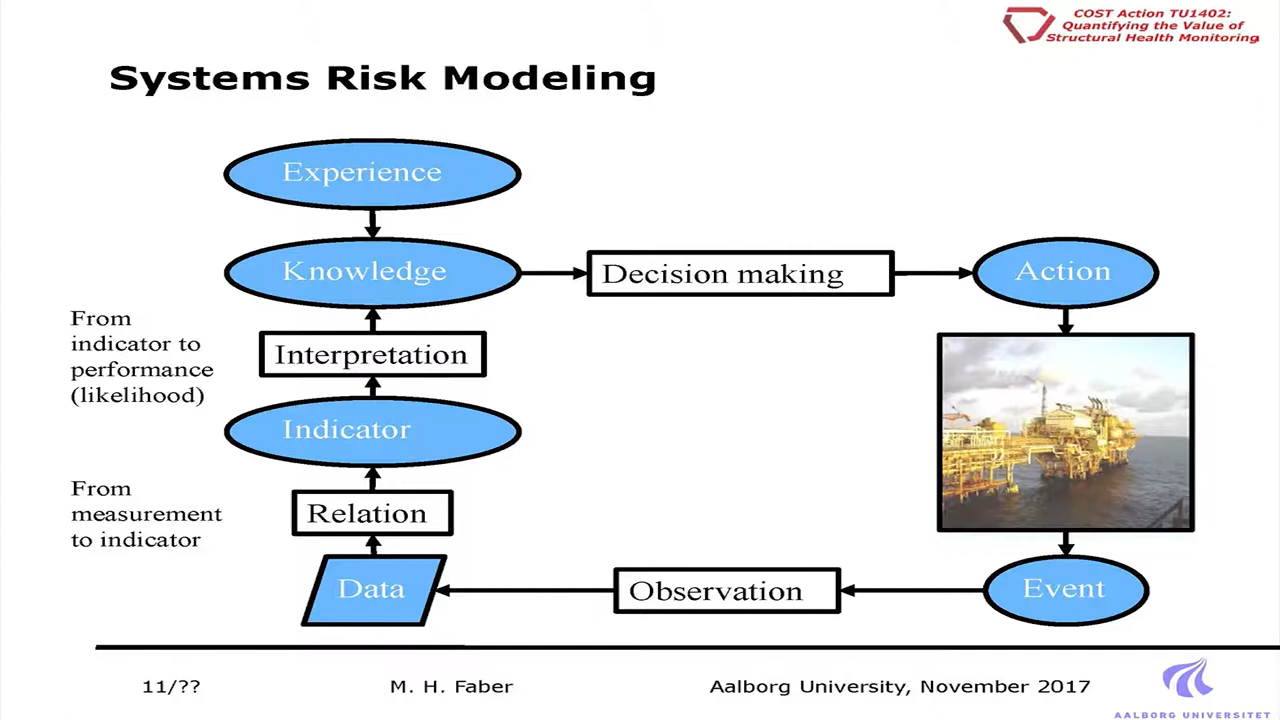 COST Action TU1402:
Quantifying the Value of
Structural Health Monitoring
Systems Risk Modeling
Experience
Knowledge
Decision making
Action
From
indicator to
performance
(likelihood)
Interpretation
Indicator
From
measurement
to indicator
Relation
Data
Observation
Event
11/??
M. H. Faber
Aalborg University, November 2017
AALBORG UNIVERSITET